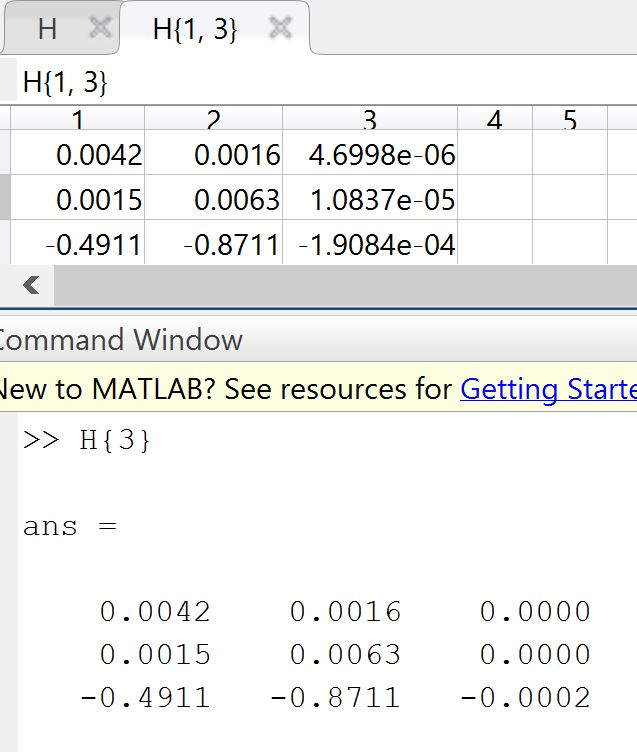 H H{1, 3}
H{1, 3}
1 2 3 4 5
0.0042 0.0016 4.6998e-06
0.0015 0.0063 1.0837e-05
-0.4911 -0.8711 -1.9084e-04
Command Window
New to MATLAB? See resources for Getting Starte
>> H{3}
ans =
0.0042 0.0016 0.0000
0.0015 0.0063 0.0000
-0.4911 -0.8711 -0.0002